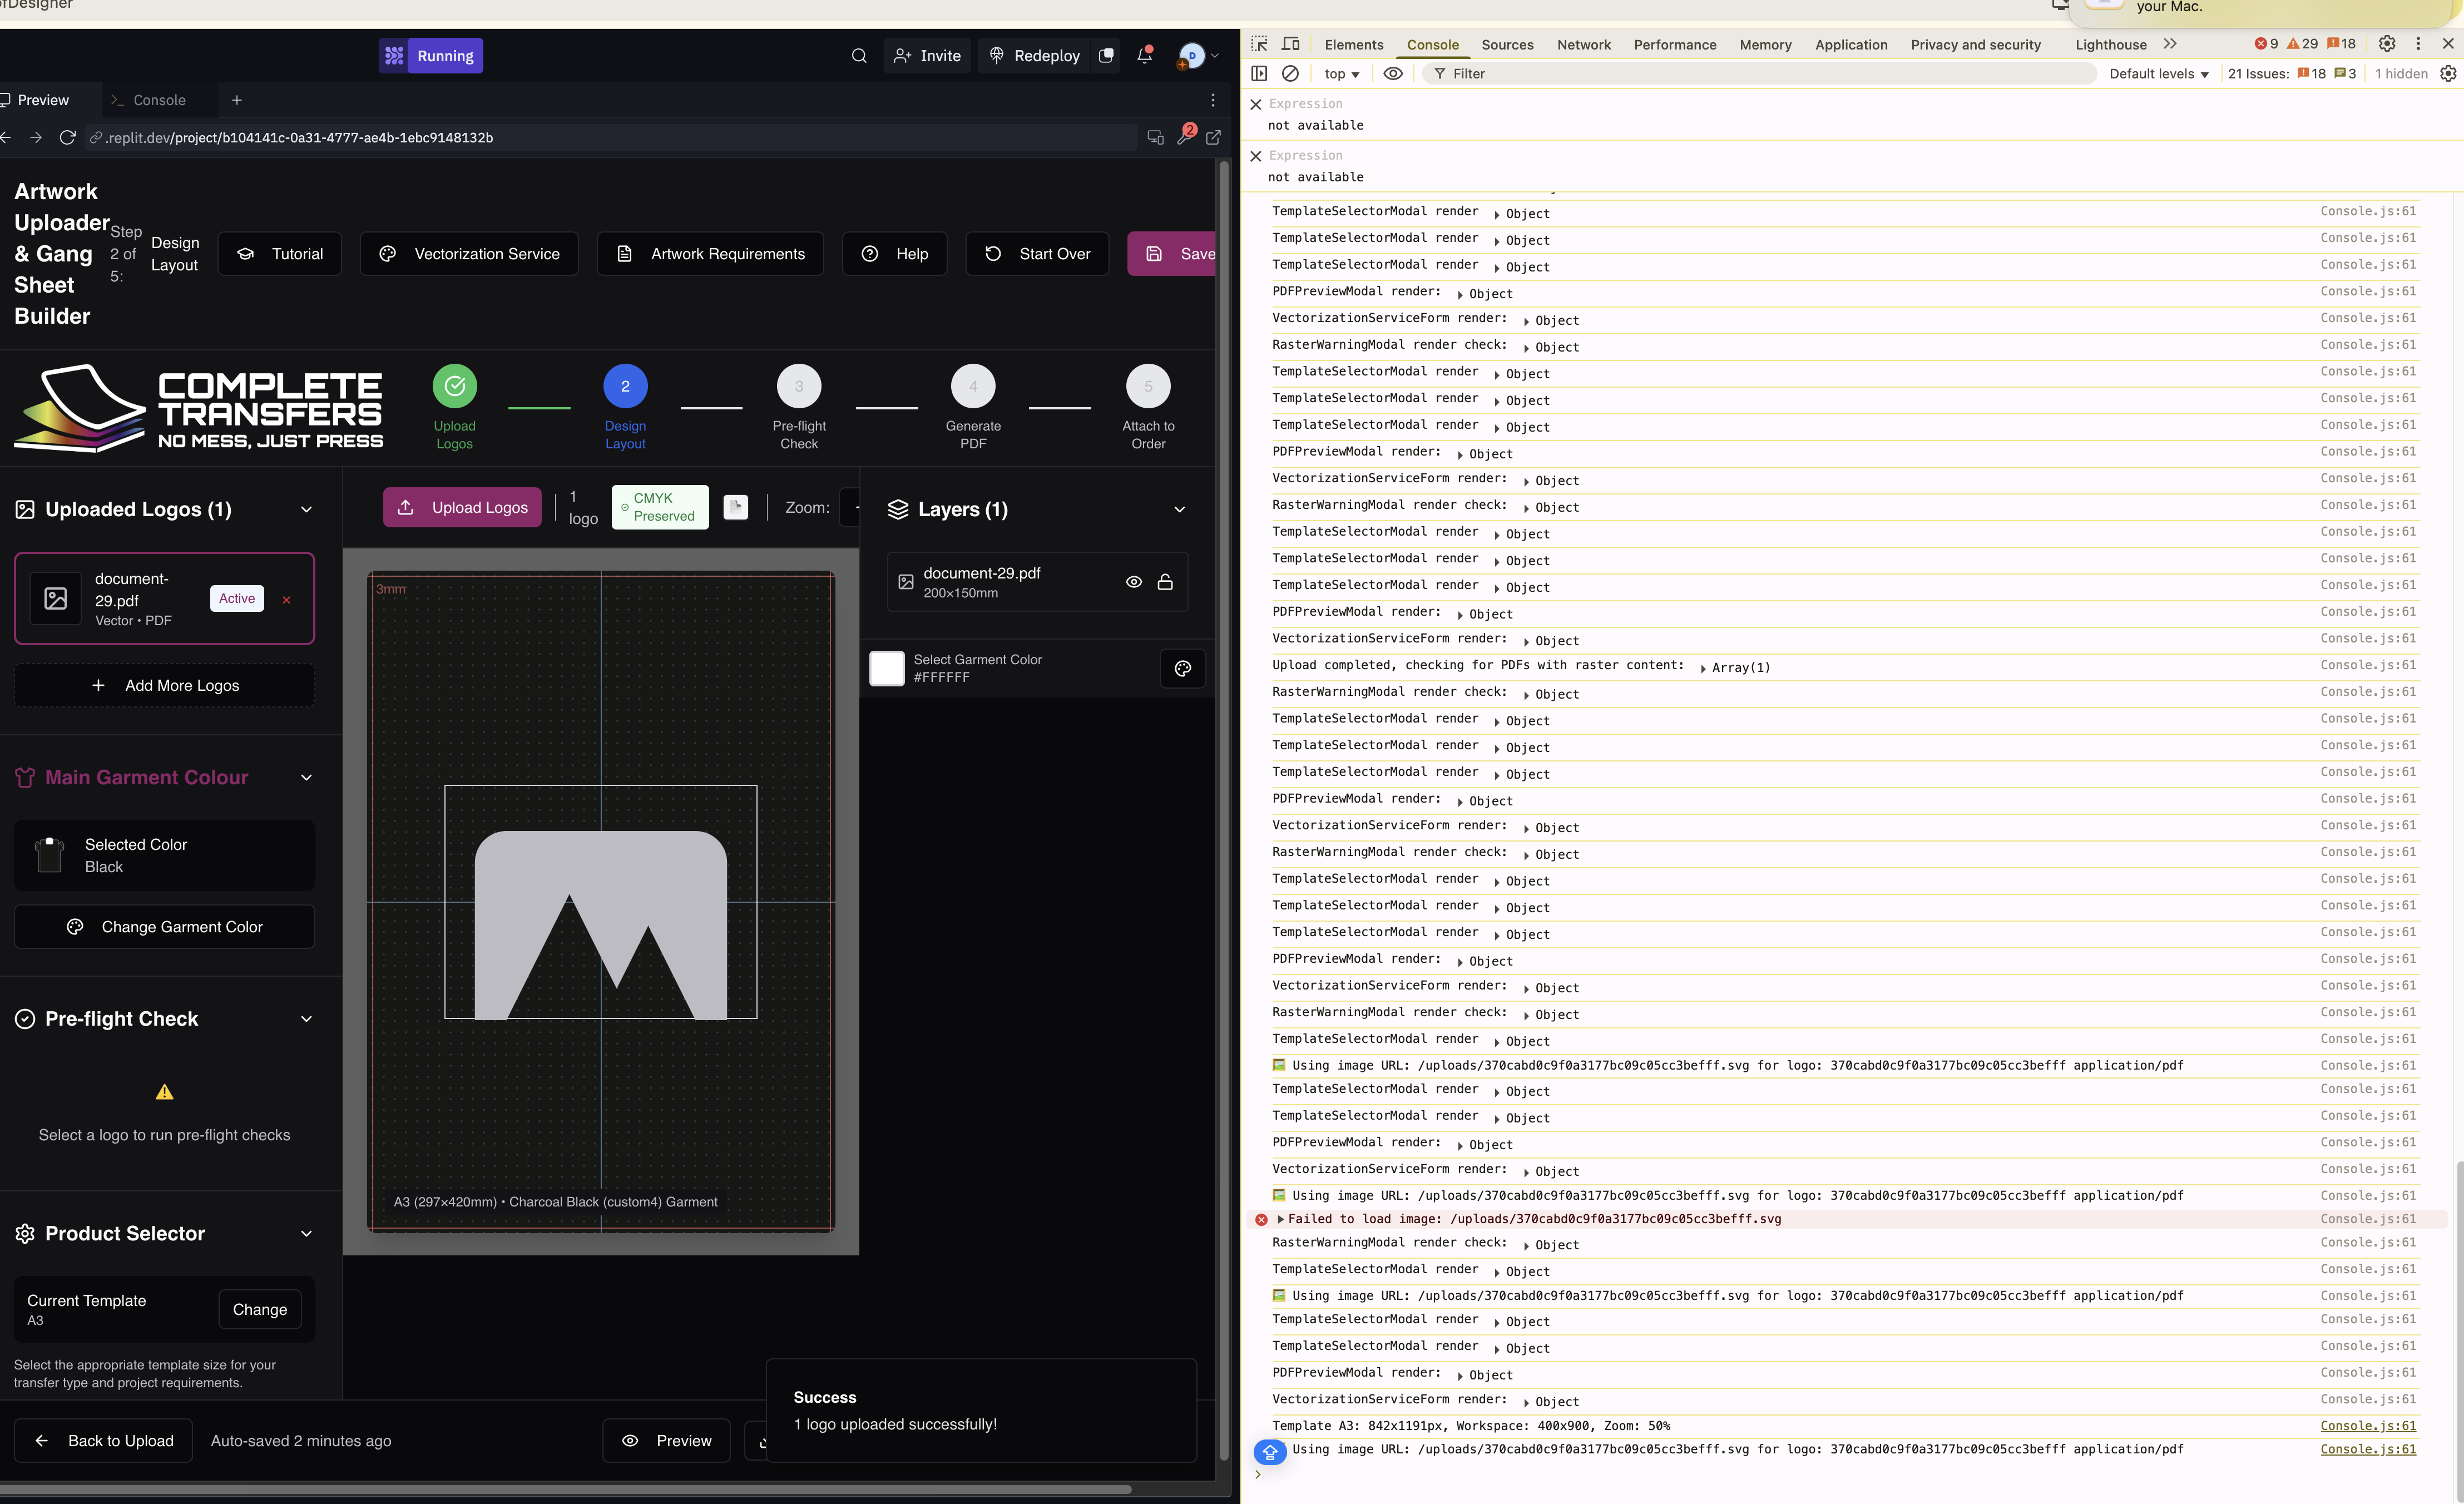 ofDesigner
your Mac.
Running
Invite
Redeploy
D
Preview
Console
.replit.dev/project/b104141c-0a31-4777-ae4b-1ebc9148132b
2
Artwork
Uploader
& Gang
Sheet
Builder
Step
2 of
5:
Design
Layout
Tutorial
Vectorization Service
Artwork Requirements
Help
Start Over
Save
COMPLETE
TRANSFERS
NO MESS, JUST PRESS
Upload
Logos
2
Design
Layout
3
Pre-flight
Check
4
Generate
PDF
5
Attach to
Order
Uploaded Logos (1)
document-
29.pdf
Vector • PDF
Active
Add More Logos
Main Garment Colour
Selected Color
Black
Change Garment Color
Pre-flight Check
Select a logo to run pre-flight checks
Product Selector
Current Template
A3
Change
Select the appropriate template size for your
transfer type and project requirements.
Upload Logos
1
logo
CMYK
Preserved
Zoom:
3mm
A3 (297×420mm) • Charcoal Black (custom4) Garment
Layers (1)
document-29.pdf
200×150mm
Select Garment Color
#FFFFFF
Back to Upload
Auto-saved 2 minutes ago
Preview
Success
1 logo uploaded successfully!
Elements
Console
Sources
Network
Performance
Memory
Application
Privacy and security
Lighthouse
9
29
18
top
Filter
Default levels
21 Issues:
18
3
1 hidden
Expression
not available
Expression
not available
TemplateSelectorModal render Object Console.js:61
TemplateSelectorModal render Object Console.js:61
TemplateSelectorModal render Object Console.js:61
PDFPreviewModal render: Object Console.js:61
VectorizationServiceForm render: Object Console.js:61
RasterWarningModal render check: Object Console.js:61
TemplateSelectorModal render Object Console.js:61
TemplateSelectorModal render Object Console.js:61
TemplateSelectorModal render Object Console.js:61
PDFPreviewModal render: Object Console.js:61
VectorizationServiceForm render: Object Console.js:61
RasterWarningModal render check: Object Console.js:61
TemplateSelectorModal render Object Console.js:61
TemplateSelectorModal render Object Console.js:61
TemplateSelectorModal render Object Console.js:61
PDFPreviewModal render: Object Console.js:61
VectorizationServiceForm render: Object Console.js:61
Upload completed, checking for PDFs with raster content: Array(1) Console.js:61
RasterWarningModal render check: Object Console.js:61
TemplateSelectorModal render Object Console.js:61
TemplateSelectorModal render Object Console.js:61
TemplateSelectorModal render Object Console.js:61
PDFPreviewModal render: Object Console.js:61
VectorizationServiceForm render: Object Console.js:61
RasterWarningModal render check: Object Console.js:61
TemplateSelectorModal render Object Console.js:61
TemplateSelectorModal render Object Console.js:61
TemplateSelectorModal render Object Console.js:61
PDFPreviewModal render: Object Console.js:61
VectorizationServiceForm render: Object Console.js:61
RasterWarningModal render check: Object Console.js:61
TemplateSelectorModal render Object Console.js:61
Using image URL: /uploads/370cabd0c9f0a3177bc09c05cc3befff.svg for logo: 370cabd0c9f0a3177bc09c05cc3befff application/pdf Console.js:61
TemplateSelectorModal render Object Console.js:61
TemplateSelectorModal render Object Console.js:61
PDFPreviewModal render: Object Console.js:61
VectorizationServiceForm render: Object Console.js:61
Using image URL: /uploads/370cabd0c9f0a3177bc09c05cc3befff.svg for logo: 370cabd0c9f0a3177bc09c05cc3befff application/pdf Console.js:61
Failed to load image: /uploads/370cabd0c9f0a3177bc09c05cc3befff.svg Console.js:61
RasterWarningModal render check: Object Console.js:61
TemplateSelectorModal render Object Console.js:61
Using image URL: /uploads/370cabd0c9f0a3177bc09c05cc3befff.svg for logo: 370cabd0c9f0a3177bc09c05cc3befff application/pdf Console.js:61
TemplateSelectorModal render Object Console.js:61
TemplateSelectorModal render Object Console.js:61
PDFPreviewModal render: Object Console.js:61
VectorizationServiceForm render: Object Console.js:61
Template A3: 842x1191px, Workspace: 400x900, Zoom: 50% Console.js:61
Using image URL: /uploads/370cabd0c9f0a3177bc09c05cc3befff.svg for logo: 370cabd0c9f0a3177bc09c05cc3befff application/pdf Console.js:61